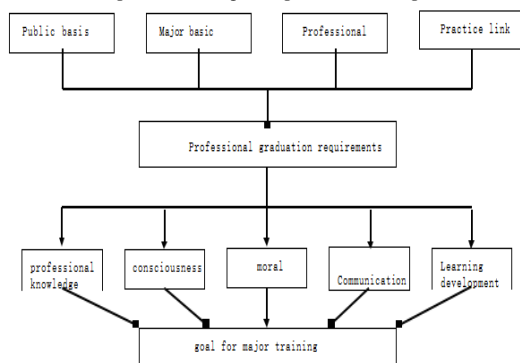 Public basis
Major basic
Professional
Practice link
Professional graduation requirements
professional
knowledge
consciousness
moral
Communication
Learning
development
goal for major training